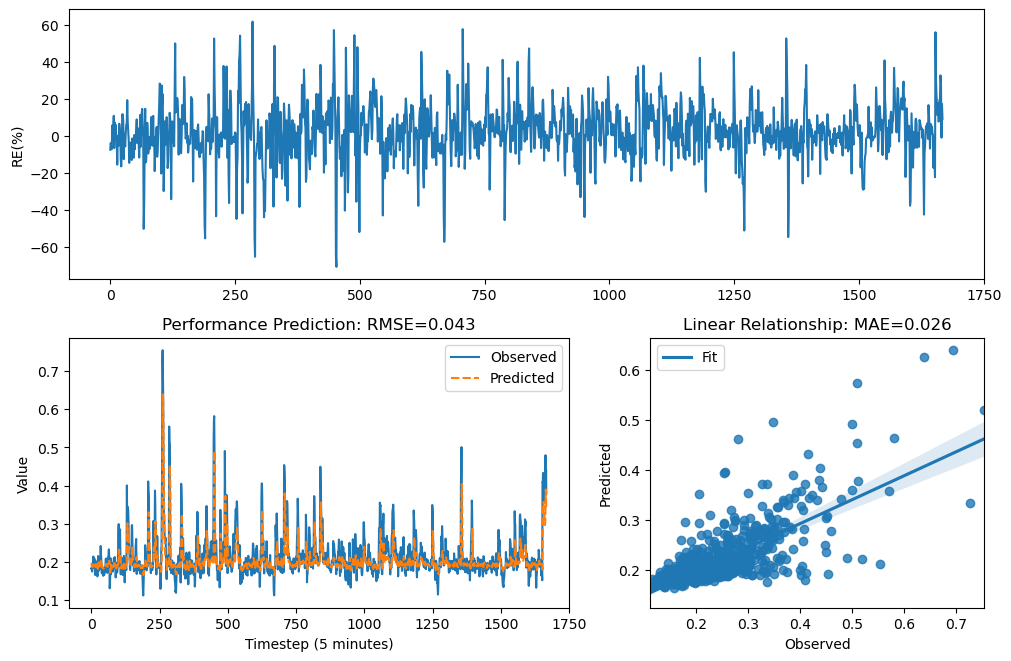 RE(%)
60
40
20
0
−20
−40
−60
0 250 500 750 1000 1250 1500 1750
Performance Prediction: RMSE=0.043
Value
0.7
0.6
0.5
0.4
0.3
0.2
0.1
Observed
Predicted
0 250 500 750 1000 1250 1500 1750
Timestep (5 minutes)
Linear Relationship: MAE=0.026
Predicted
0.6
0.5
0.4
0.3
0.2
Fit
0.2 0.3 0.4 0.5 0.6 0.7
Observed